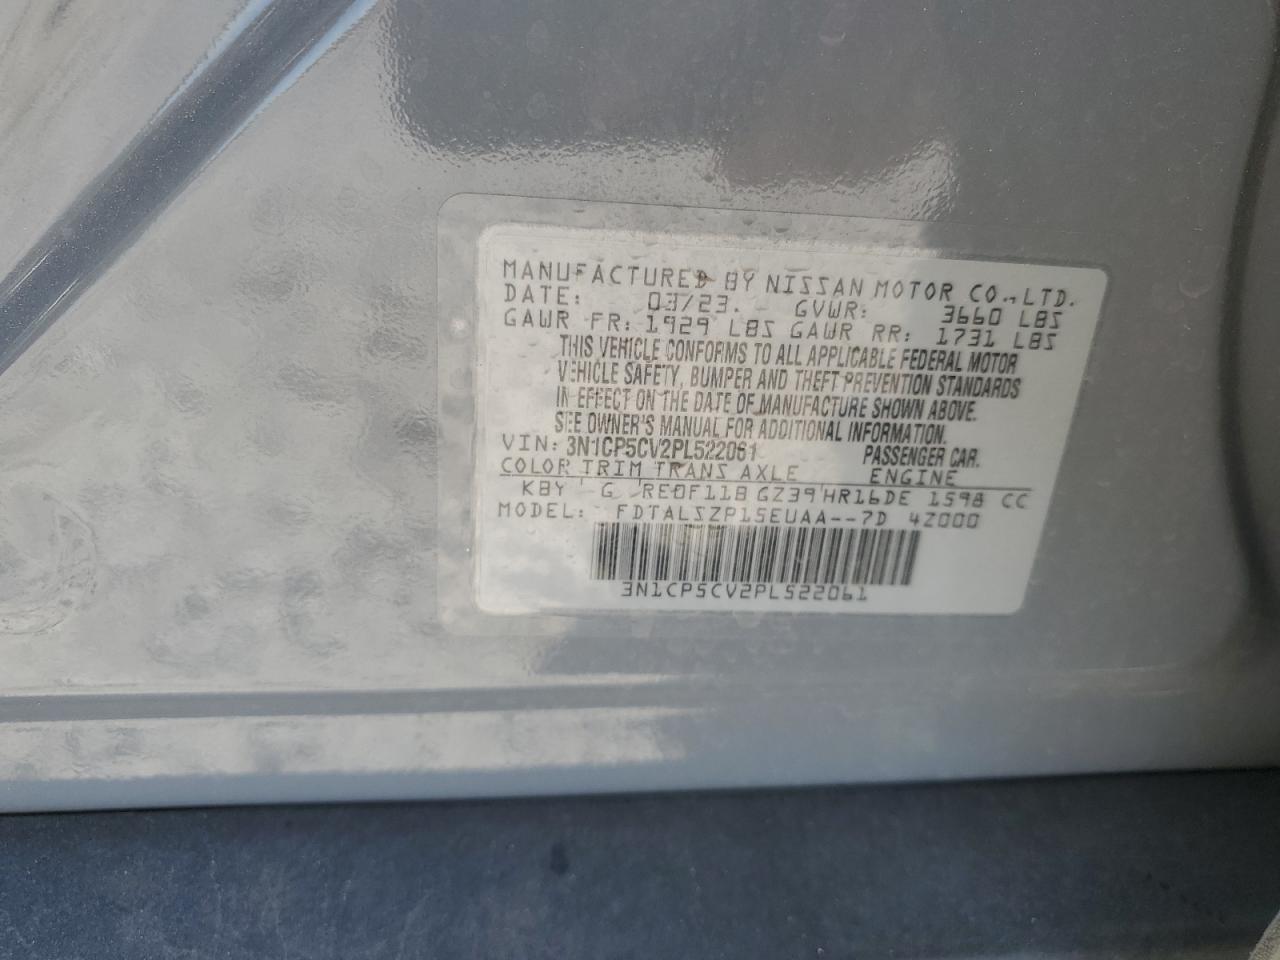 MANUFACTURED BY NISSAN MOTOR CO.,LTD.
DATE: 03/23. GVWR: 3660 LBS
GAWR FR: 1929 LBS GAWR RR: 1731 LBS
THIS VEHICLE CONFORMS TO ALL APPLICABLE FEDERAL MOTOR
VEHICLE SAFETY, BUMPER AND THEFT PREVENTION STANDARDS
IN EFFECT ON THE DATE OF MANUFACTURE SHOWN ABOVE.
SEE OWNER'S MANUAL FOR ADDITIONAL INFORMATION.
VIN: 3N1CP5CV2PL522061 PASSENGER CAR.
COLOR TRIM TRANS AXLE ENGINE
KBY G RE0F11B GZ39 HR16DE 1598 CC
MODEL: FDTALSZP15EUAA--7D 4Z000
3N1CP5CV2PL522061